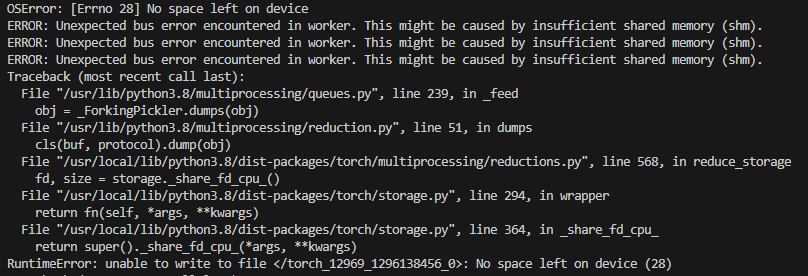 OSError: [Errno 28] No space left on device
ERROR: Unexpected bus error encountered in worker. This might be caused by insufficient shared memory (shm).
ERROR: Unexpected bus error encountered in worker. This might be caused by insufficient shared memory (shm).
ERROR: Unexpected bus error encountered in worker. This might be caused by insufficient shared memory (shm).
Traceback (most recent call last):
  File "/usr/lib/python3.8/multiprocessing/queues.py", line 239, in _feed
    obj = _ForkingPickler.dumps(obj)
  File "/usr/lib/python3.8/multiprocessing/reduction.py", line 51, in dumps
    cls(buf, protocol).dump(obj)
  File "/usr/local/lib/python3.8/dist-packages/torch/multiprocessing/reductions.py", line 568, in reduce_storage
    fd, size = storage._share_fd_cpu_()
  File "/usr/local/lib/python3.8/dist-packages/torch/storage.py", line 294, in wrapper
    return fn(self, *args, **kwargs)
  File "/usr/local/lib/python3.8/dist-packages/torch/storage.py", line 364, in _share_fd_cpu_
    return super()._share_fd_cpu_(*args, **kwargs)
RuntimeError: unable to write to file </torch_12969_1296138456_0>: No space left on device (28)